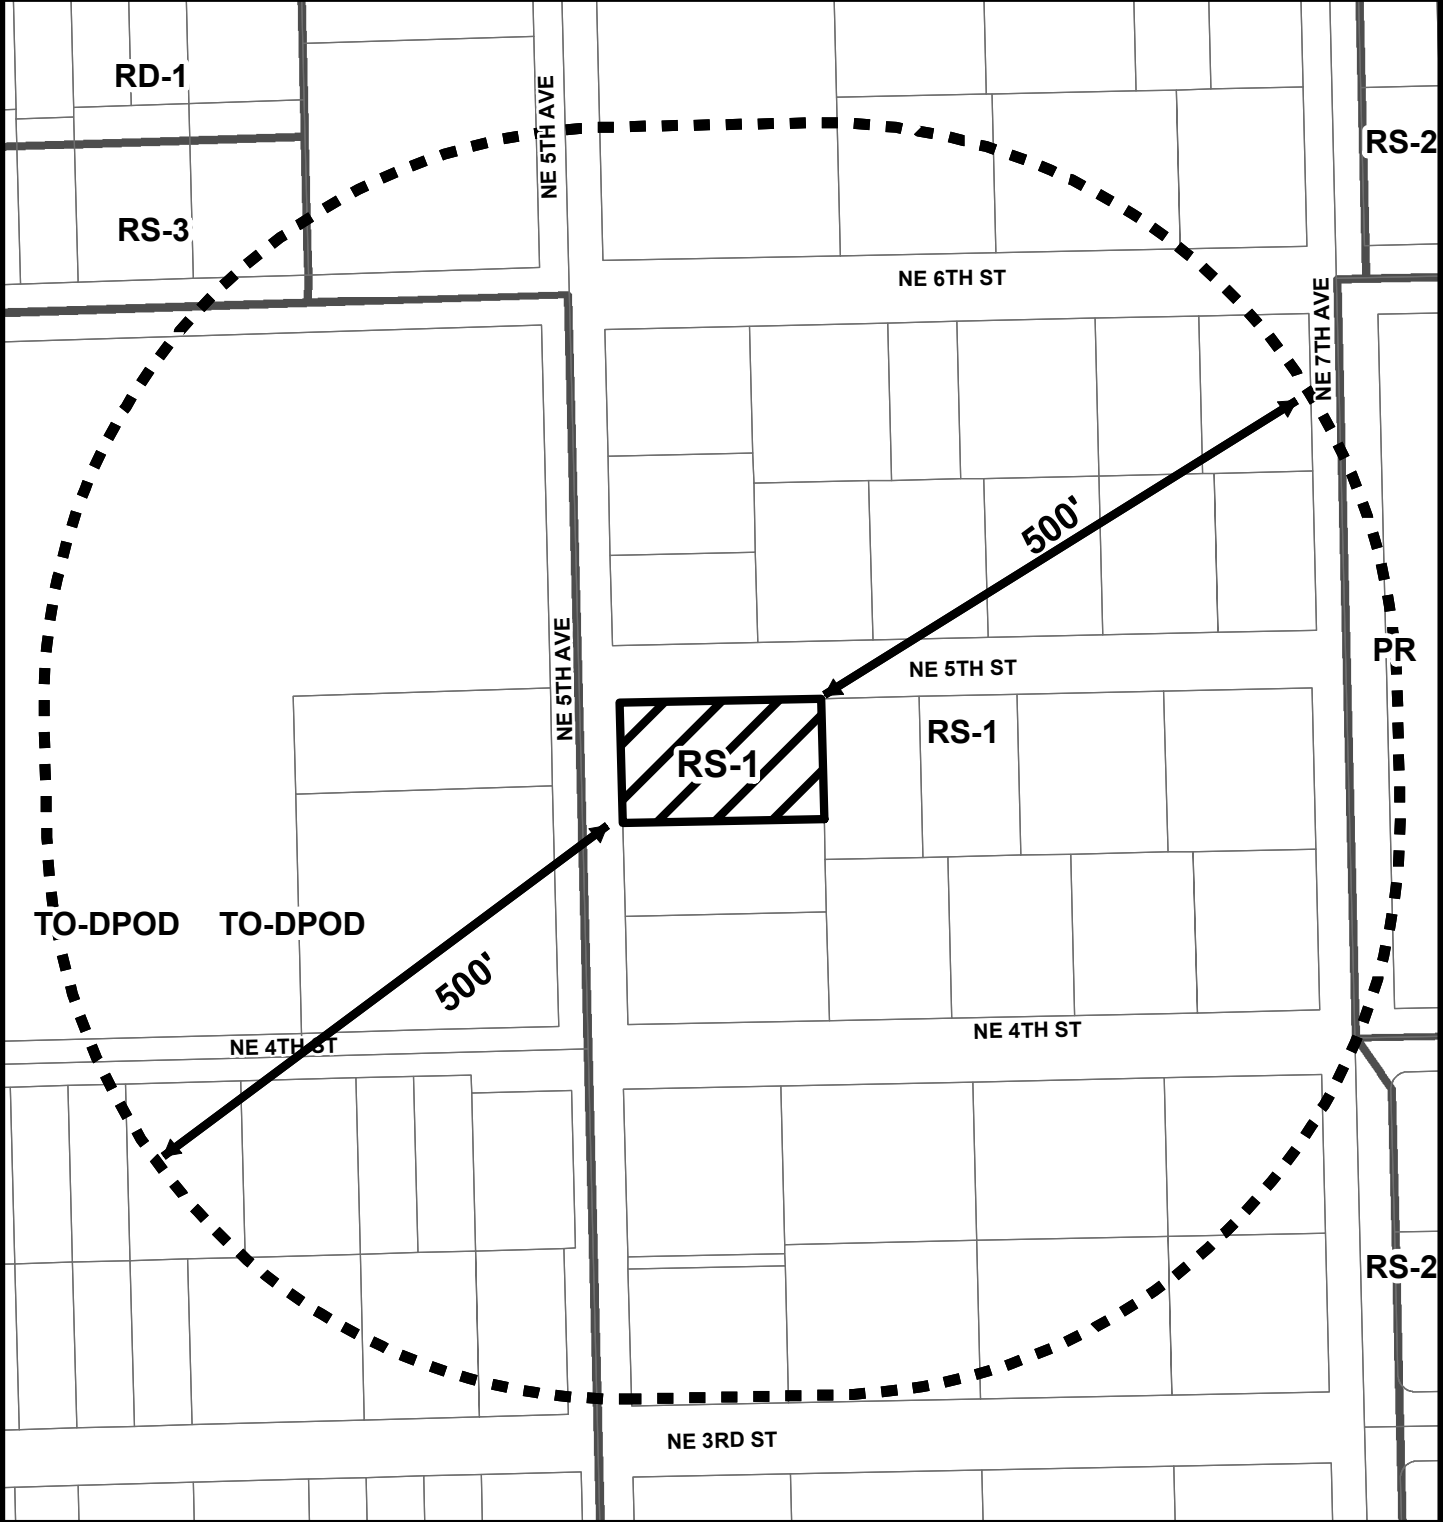 RD-1
NE 5TH AVE
RS-2
RS-3
NE 6TH ST
NE 7TH AVE
500'
NE 5TH AVE
NE 5TH ST
PR
RS-1
RS-1
TO-DPOD
TO-DPOD
500'
NE 4TH ST
NE 4TH ST
RS-2
NE 3RD ST